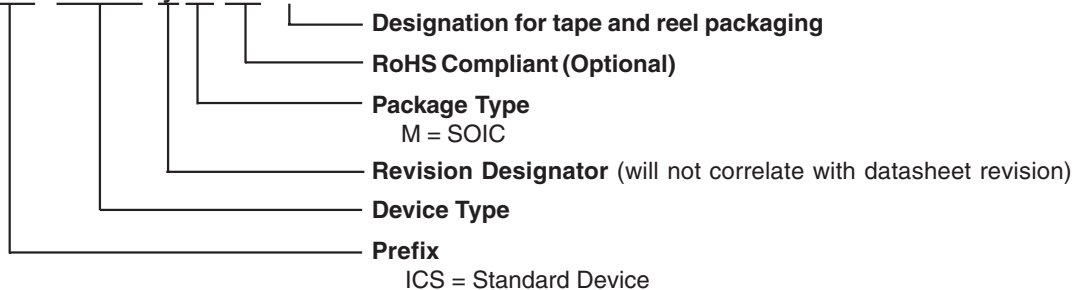 Designation for tape and reel packaging
RoHS Compliant (Optional)
Package Type
M = SOIC
Revision Designator (will not correlate with datasheet revision)
Device Type
Prefix
ICS = Standard Device